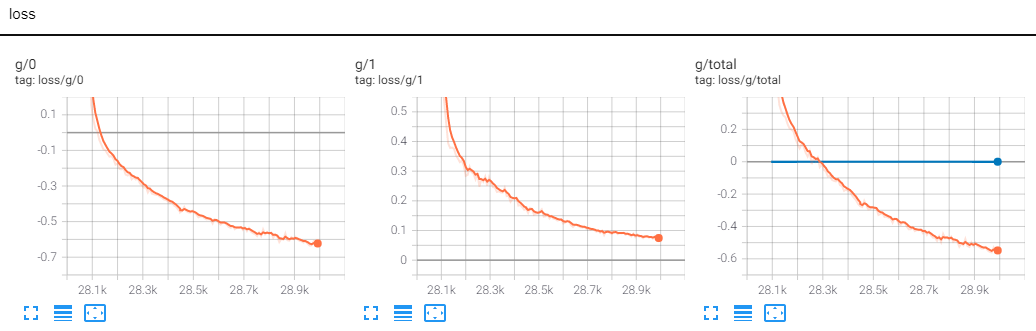 loss
g/0
tag: loss/g/0
0.1
-0.1
-0.3
-0.5
-0.7
28.1k 28.3k 28.5k 28.7k 28.9k
g/1
tag: loss/g/1
0.5
0.4
0.3
0.2
0.1
0
28.1k 28.3k 28.5k 28.7k 28.9k
g/total
tag: loss/g/total
0.2
0
-0.2
-0.4
-0.6
28.1k 28.3k 28.5k 28.7k 28.9k